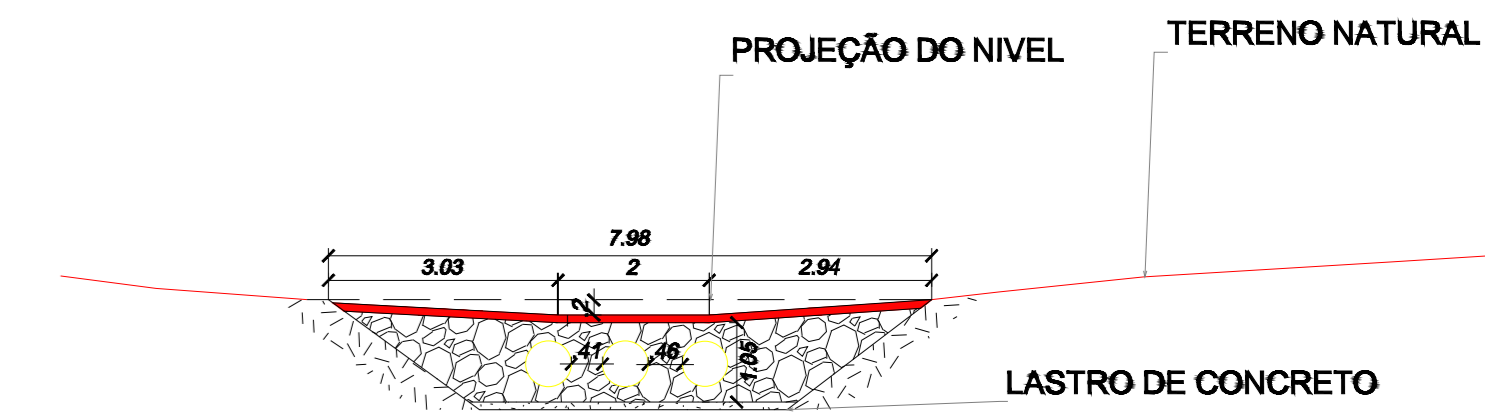 TERRENO NATURAL
PROJEÇÃO DO NIVEL
7.98
3.03 2 2.94
.2
.41 .46 1.05
LASTRO DE CONCRETO